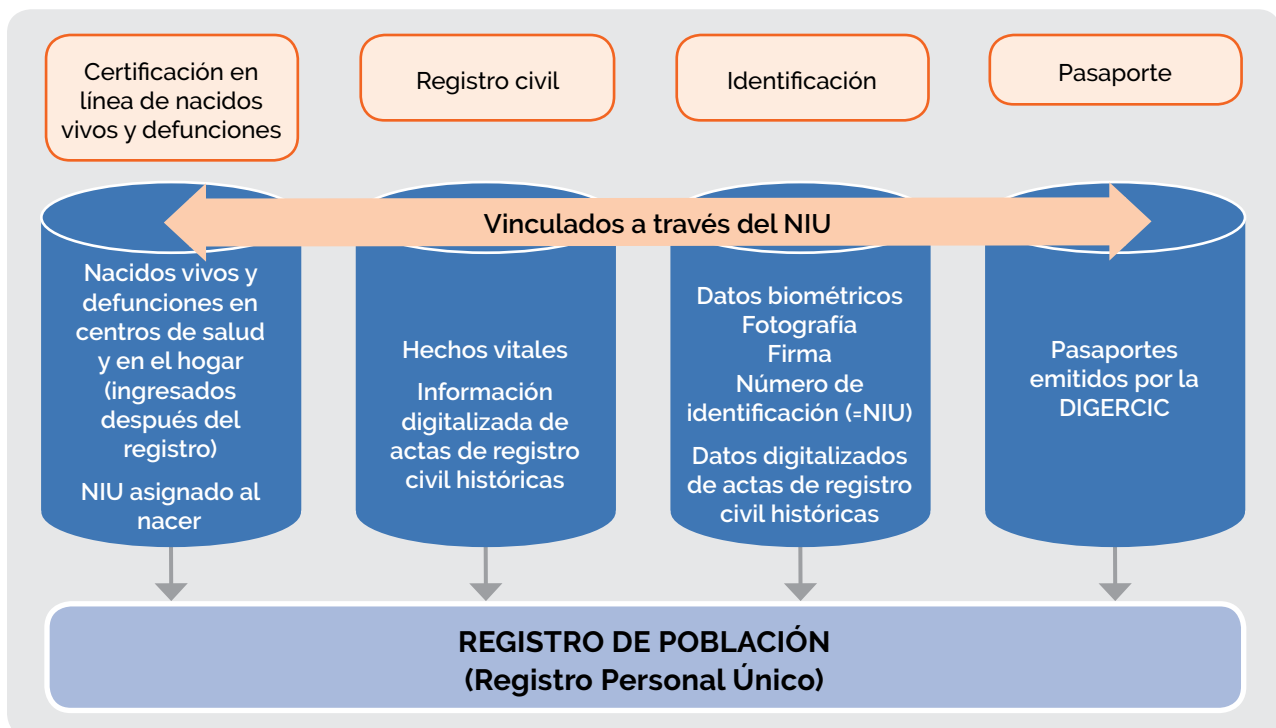 Certificación en
línea de nacidos
vivos y defunciones
Registro civil
Identificación
Pasaporte
Vinculados a través del NIU
Nacidos vivos y
defunciones en
centros de salud
y en el hogar
(ingresados
después del
registro)
NIU asignado al
nacer
Hechos vitales
Información
digitalizada de
actas de registro
civil históricas
Datos biométricos
Fotografía
Firma
Número de
identificación (=NIU)
Datos digitalizados
de actas de registro
civil históricas
Pasaportes
emitidos por la
DIGERCIC
REGISTRO DE POBLACIÓN
(Registro Personal Único)